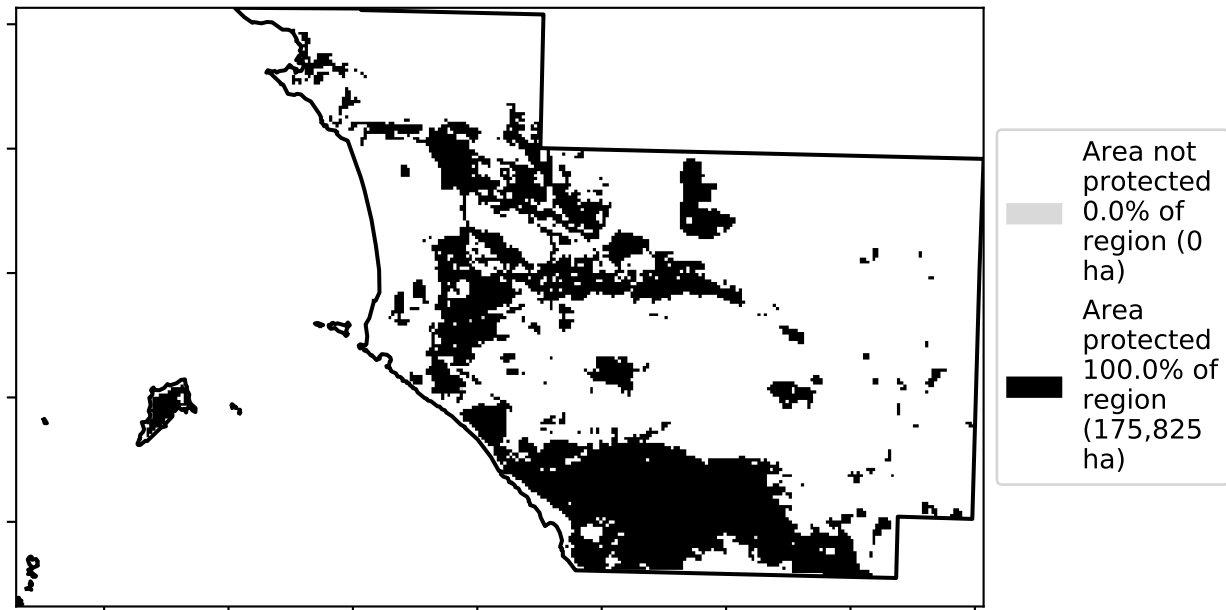 Area not
protected
0.0% of
region (0
ha)
Area
protected
100.0% of
region
(175,825
ha)